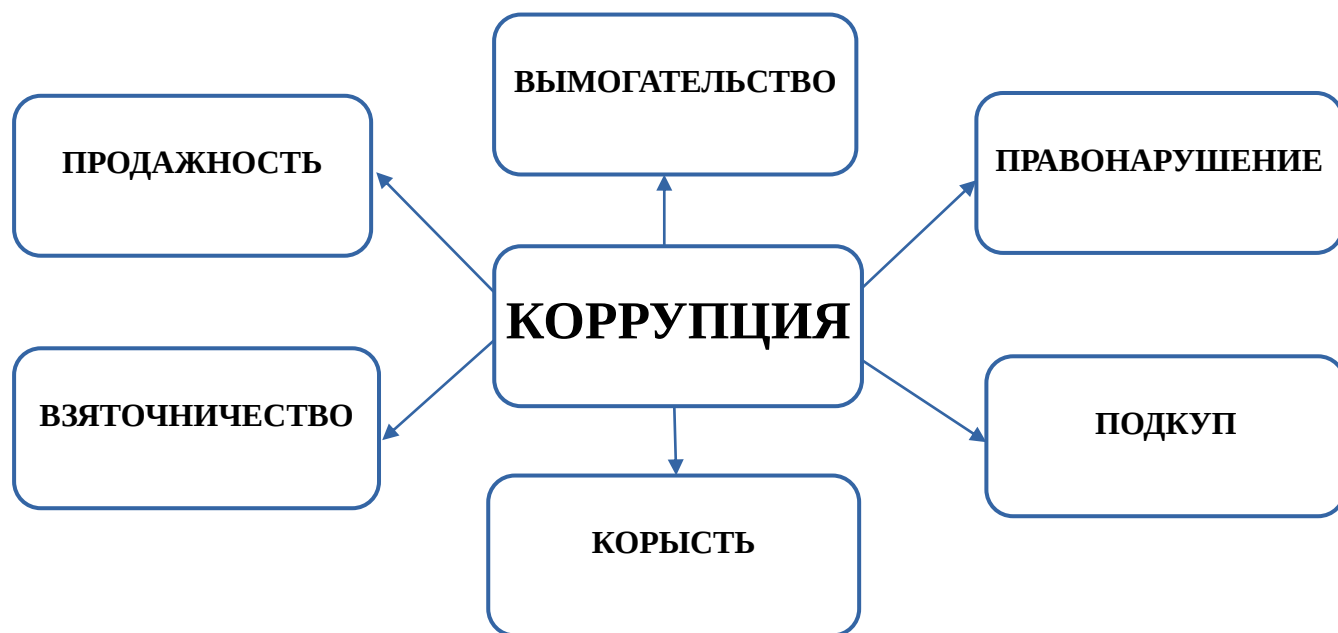 ВЫМОГАТЕЛЬСТВО
ПРОДАЖНОСТЬ
ПРАВОНАРУШЕНИЕ
КОРРУПЦИЯ
ВЗЯТОЧНИЧЕСТВО
ПОДКУП
КОРЫСТЬ